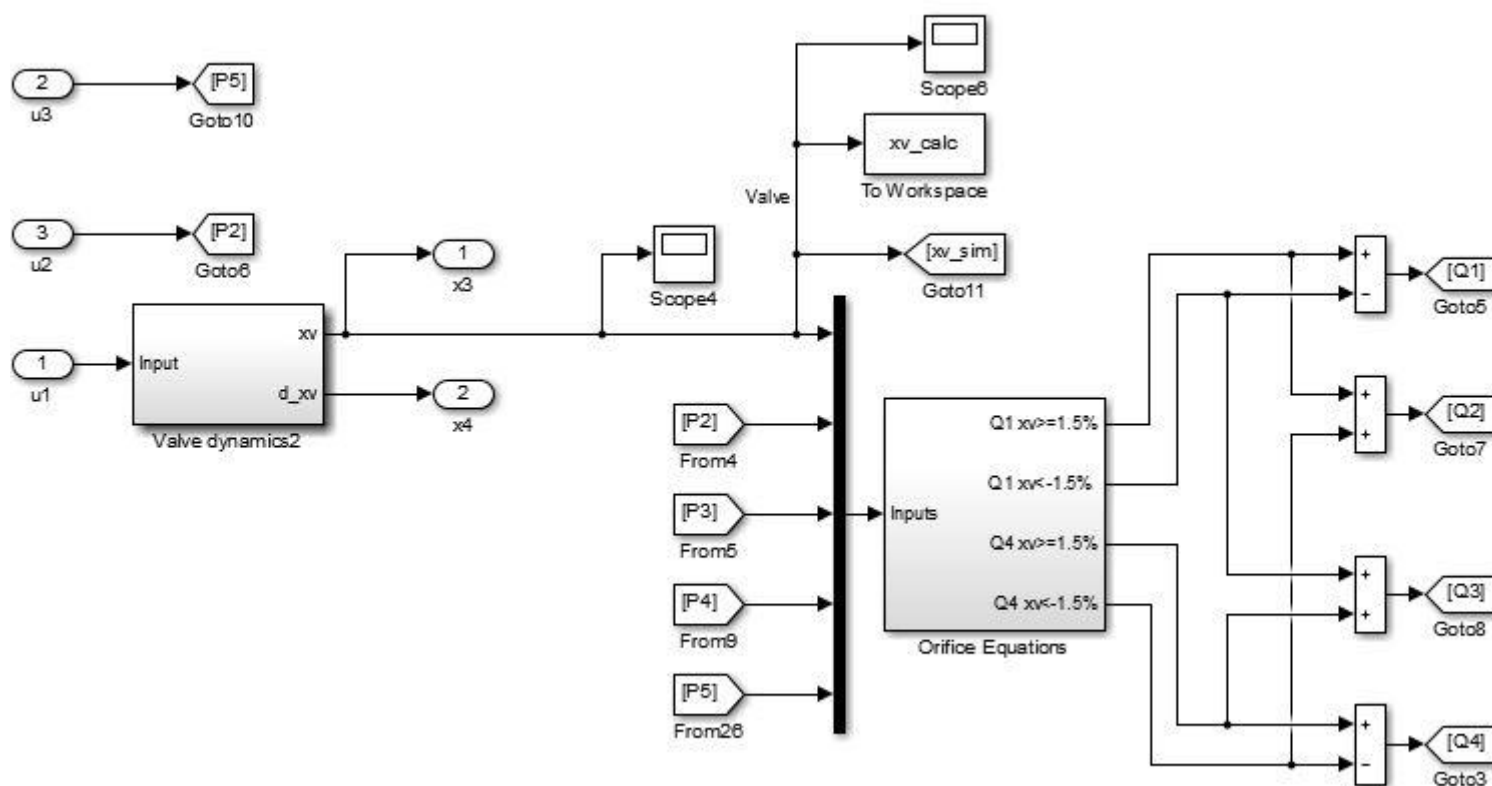 2
u3
[P5]
Goto10
3
u2
[P2]
Goto6
1
u1
Input
xv
d_xv
Valve dynamics2
1
x3
2
x4
Scope4
Scope6
xv_calc
To Workspace
Valve
[xv_sim]
Goto11
[P2]
From4
[P3]
From5
[P4]
From9
[P5]
From26
Inputs
Q1 xv>=1.5%
Q1 xv<-1.5%
Q4 xv>=1.5%
Q4 xv<-1.5%
Orifice Equations
+
−
[Q1]
Goto5
+
+
[Q2]
Goto7
+
+
[Q3]
Goto8
+
−
[Q4]
Goto3